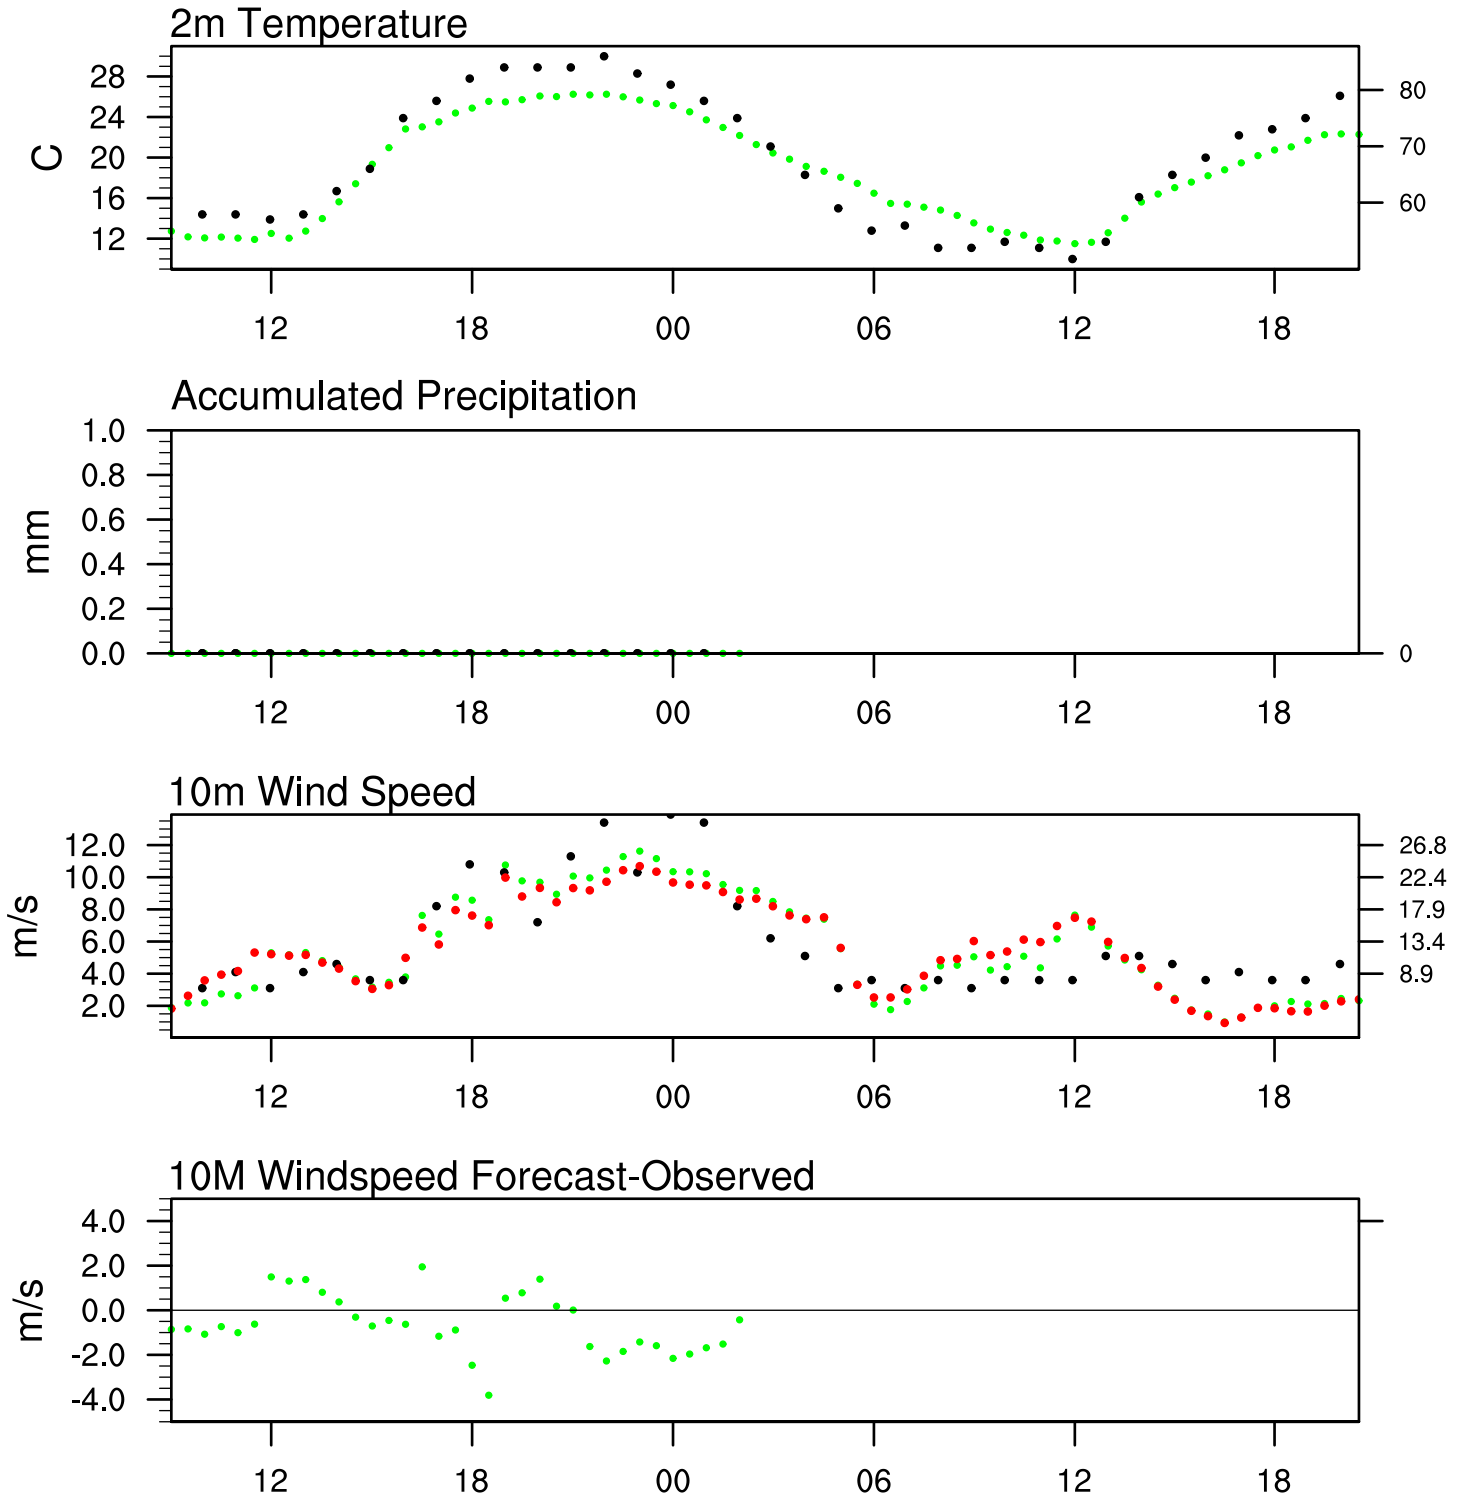 2m Temperature
28
24
20
16
12
C
80
70
60
12 18 00 06 12 18
Accumulated Precipitation
1.0
0.8
0.6
0.4
0.2
0.0
mm
0
12 18 00 06 12 18
10m Wind Speed
12.0
10.0
8.0
6.0
4.0
2.0
m/s
26.8
22.4
17.9
13.4
8.9
12 18 00 06 12 18
10M Windspeed Forecast-Observed
4.0
2.0
0.0
-2.0
-4.0
m/s
12 18 00 06 12 18